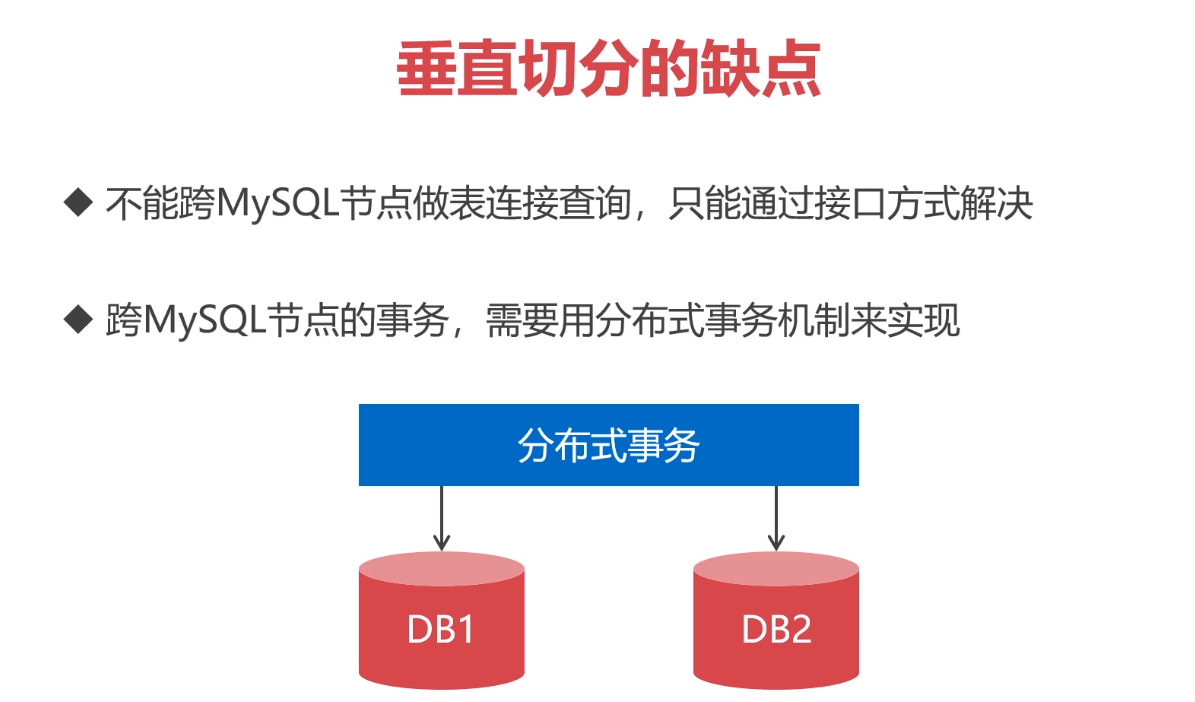 垂直切分的缺点
◆ 不能跨MySQL节点做表连接查询，只能通过接口方式解决
◆ 跨MySQL节点的事务，需要用分布式事务机制来实现
分布式事务
DB1
DB2